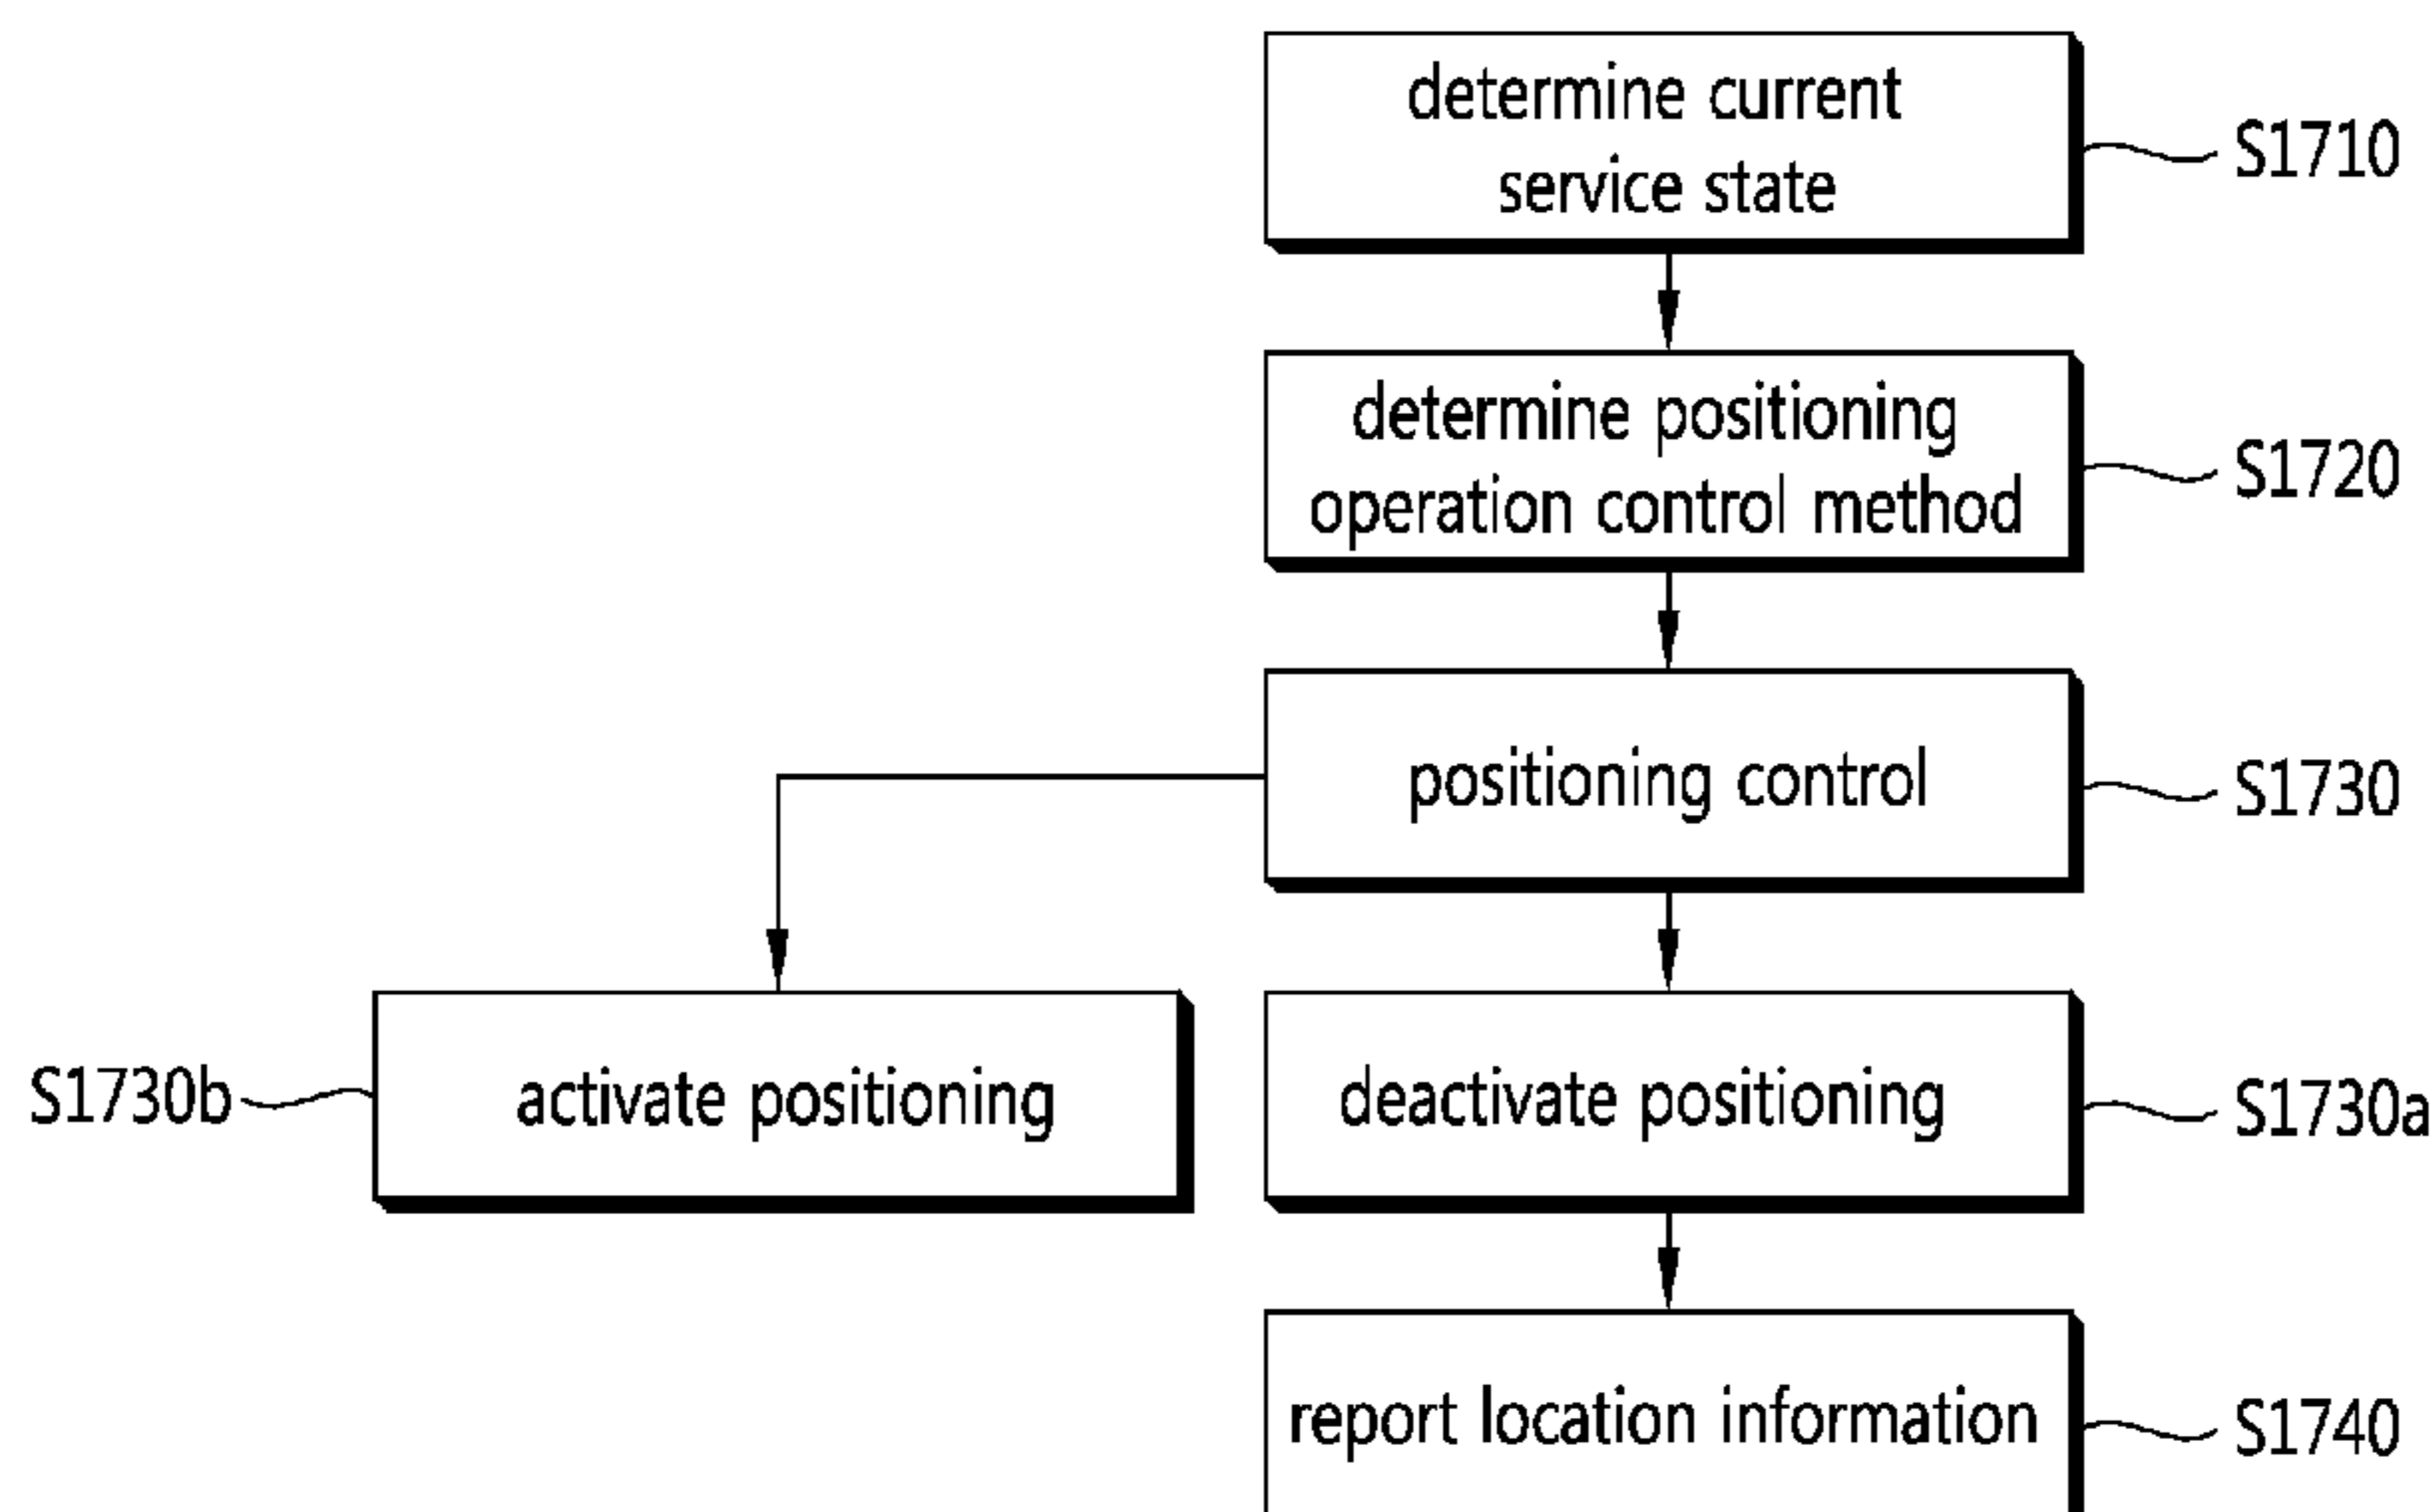 determine current
service state
S1710
determine positioning
operation control method
S1720
positioning control
S1730
S1730b
activate positioning
deactivate positioning
S1730a
report location information
S1740